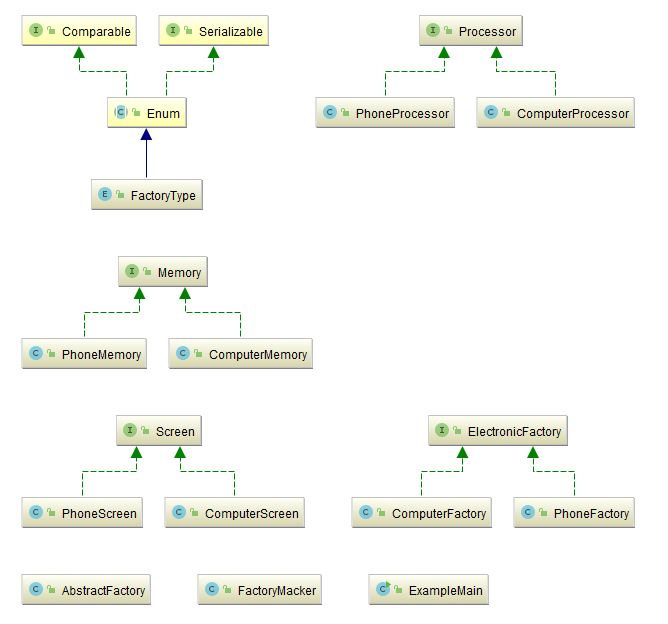 Comparable
Serializable
Processor
Enum
PhoneProcessor
ComputerProcessor
FactoryType
Memory
PhoneMemory
ComputerMemory
Screen
ElectronicFactory
PhoneScreen
ComputerScreen
ComputerFactory
PhoneFactory
AbstractFactory
FactoryMacker
ExampleMain